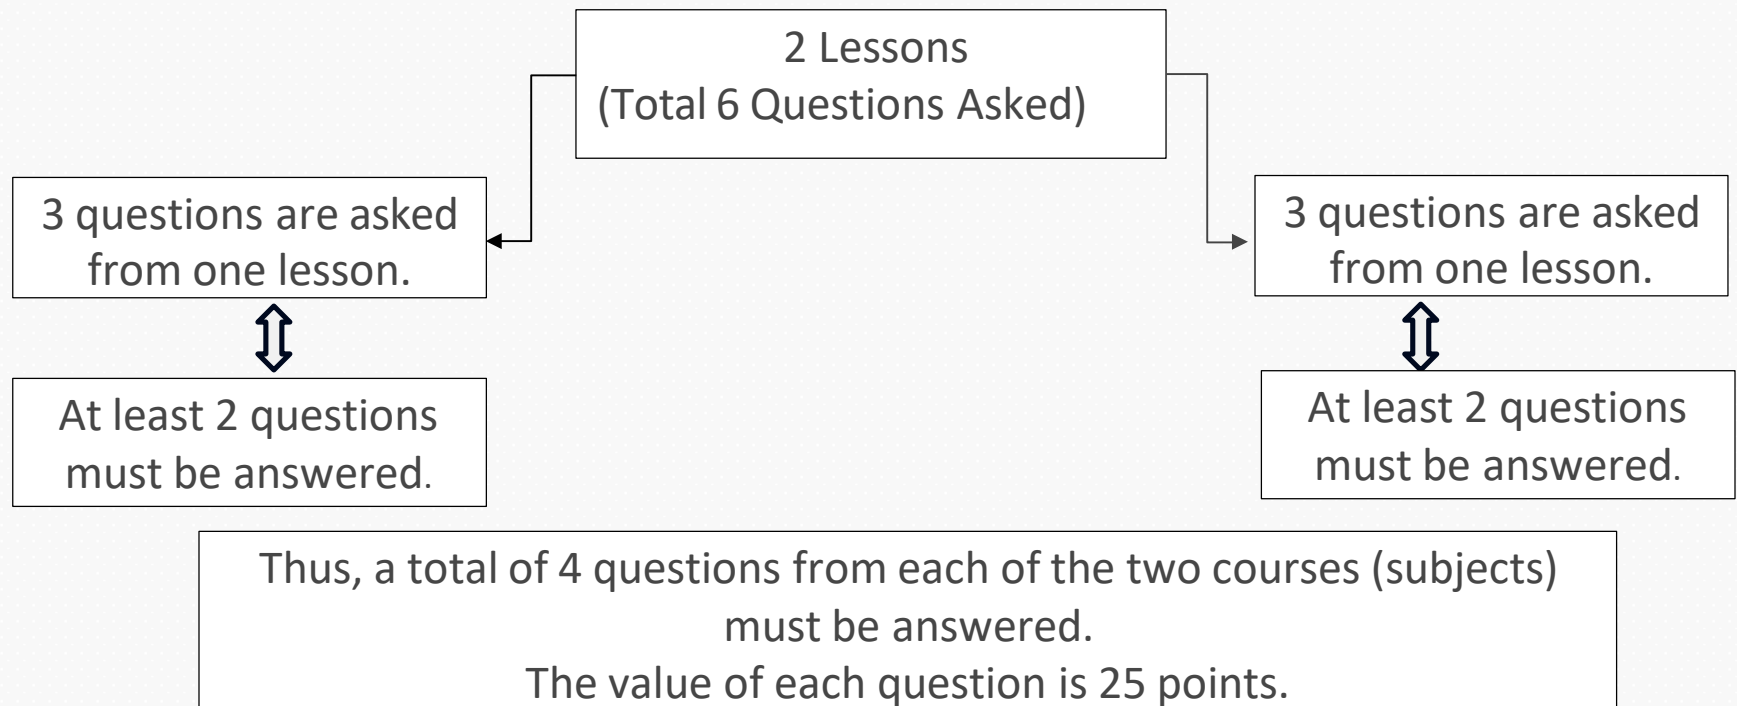 2 Lessons
(Total 6 Questions Asked)
3 questions are asked
from one lesson.
3 questions are asked
from one lesson.
At least 2 questions
must be answered.
At least 2 questions
must be answered.
Thus, a total of 4 questions from each of the two courses (subjects)
must be answered.
The value of each question is 25 points.